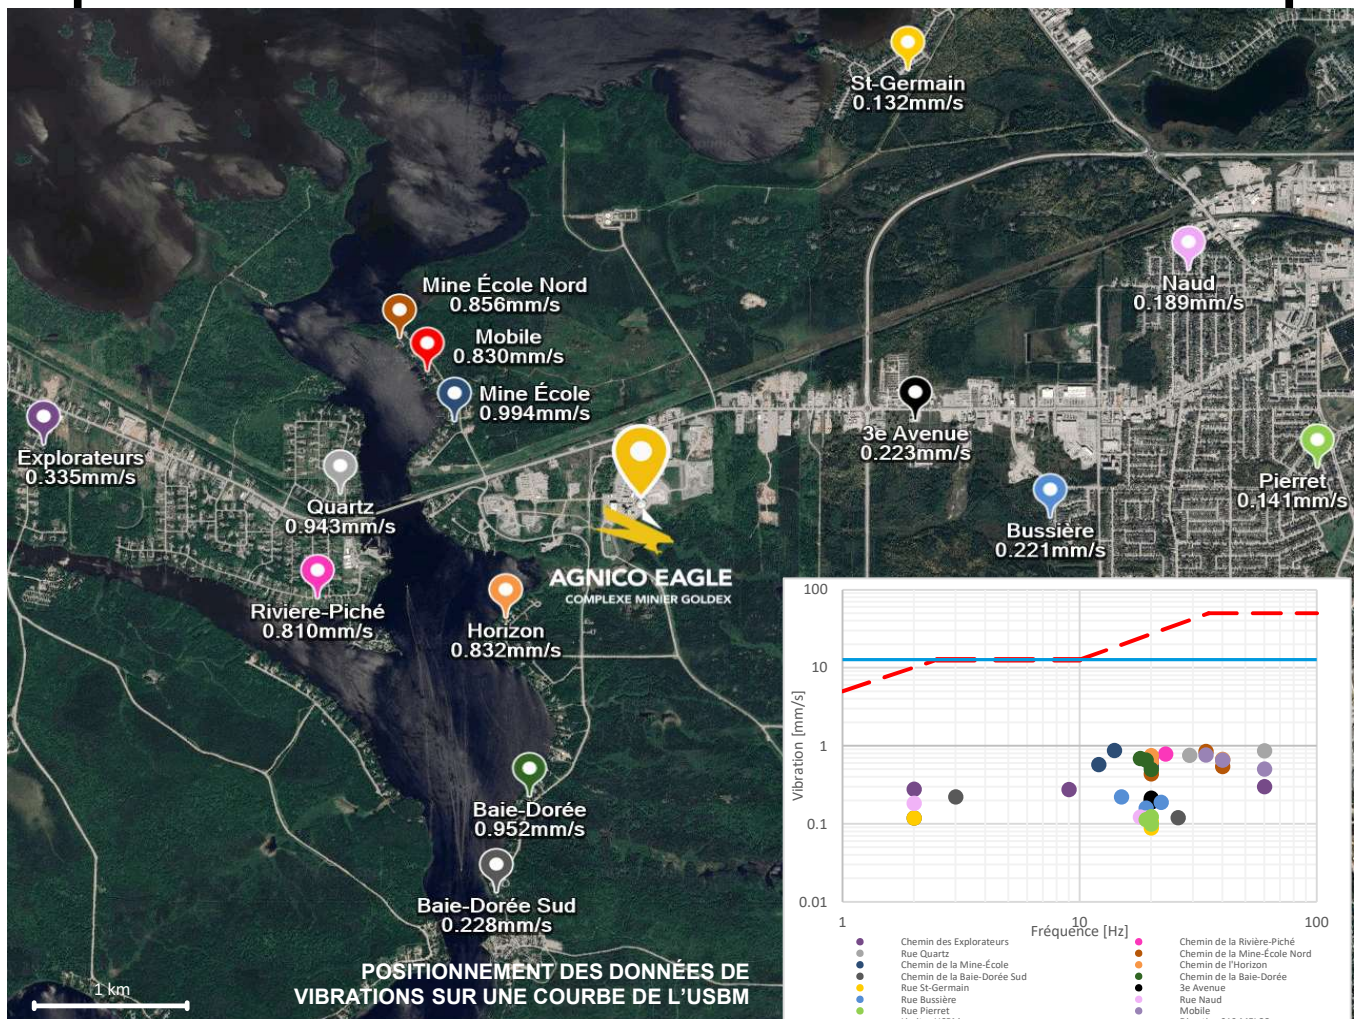 St-Germain
0.132mm/s
Naud
0.189mm/s
Mine École Nord
0.856mm/s
Mobile
0.830mm/s
Mine École
0.994mm/s
Explorateurs
0.335mm/s
Quartz
0.943mm/s
3e Avenue
0.223mm/s
Pierret
0.141mm/s
Bussière
0.221mm/s
Riviere-Piché
0.810mm/s
AGNICO EAGLE
COMPLEXE MINIER GOLDEX
Horizon
0.832mm/s
Baie-Dorée
0.952mm/s
Baie-Dorée Sud
0.228mm/s
POSITIONNEMENT DES DONNÉES DE
VIBRATIONS SUR UNE COURBE DE L'USBM
1 km
Vibration [mm/s]
100
10
1
0.1
0.01
1 10 100
Fréquence [Hz]
Chemin des Explorateurs
Chemin de la Rivière-Piché
Rue Quartz
Chemin de la Mine-École Nord
Chemin de la Mine-École
Chemin de l'Horizon
Chemin de la Baie-Dorée Sud
Chemin de la Baie-Dorée
Rue St-Germain
3e Avenue
Rue Bussière
Rue Naud
Rue Pierret
Mobile